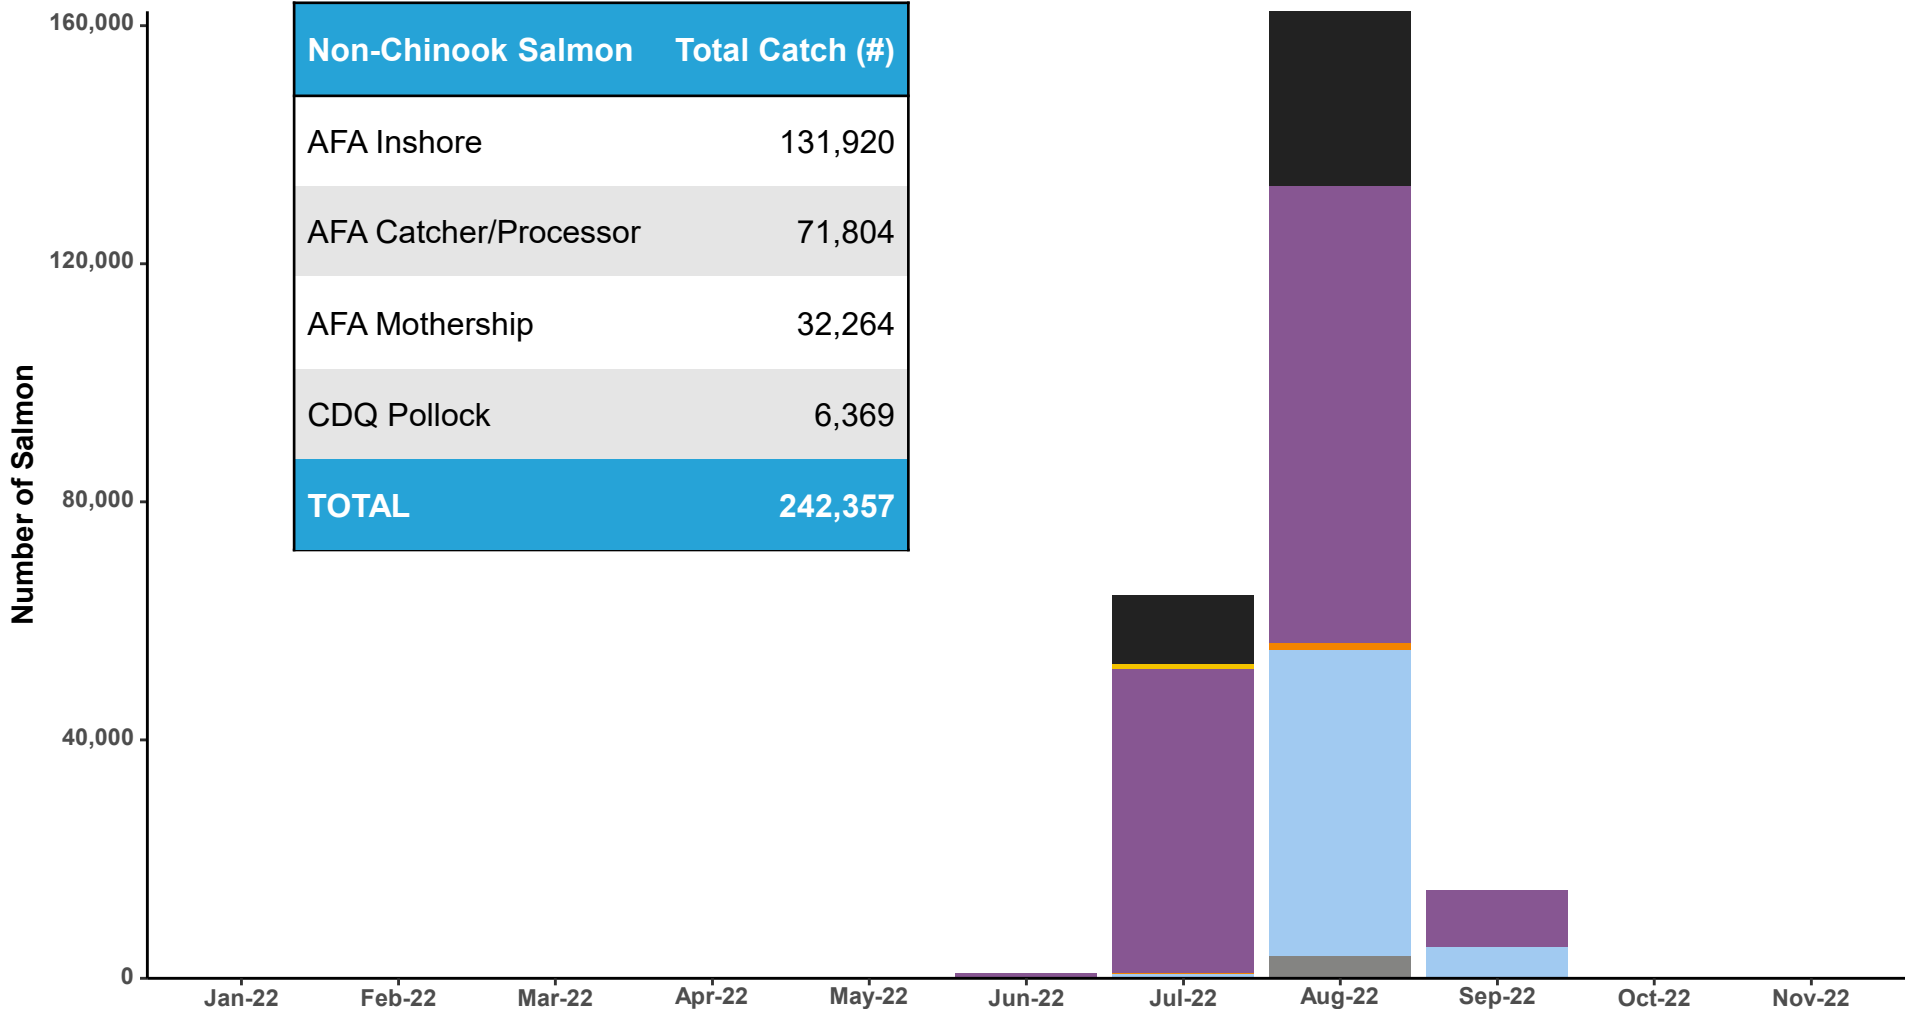 Number of Salmon
160,000
120,000
80,000
40,000
0
Non-Chinook Salmon Total Catch (#)
AFA Inshore 131,920
AFA Catcher/Processor 71,804
AFA Mothership 32,264
CDQ Pollock 6,369
TOTAL 242,357
Jan-22 Feb-22 Mar-22 Apr-22 May-22 Jun-22 Jul-22 Aug-22 Sep-22 Oct-22 Nov-22